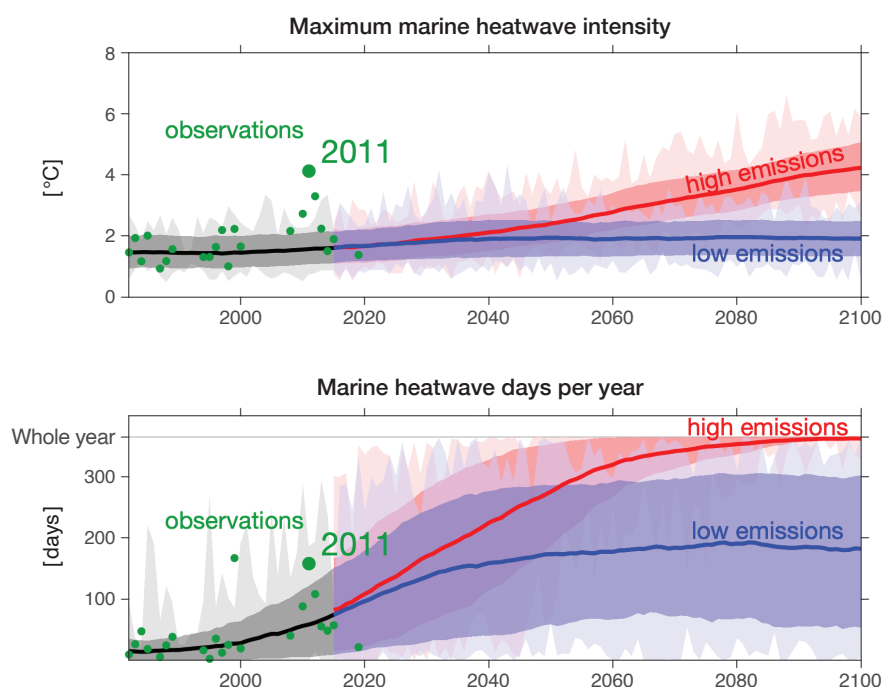 Maximum marine heatwave intensity
8
6
4
2
0
[°C]
observations
2011
high emissions
low emissions
2000
2020
2040
2060
2080
2100
Marine heatwave days per year
Whole year
300
200
100
[days]
observations
2011
high emissions
low emissions
2000
2020
2040
2060
2080
2100